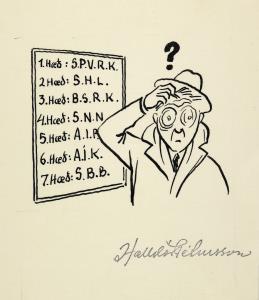 ?
1. Hæð: S.P.V.R.K.
2 Hæð: S.H.L.
3. Hæð: B.S.R.K.
4. Hæð: S.N.N
5. Hæð: A.I.P.
6. Hæð: A.J.K.
7. Hæð: S.B.B.
Halldór Pétursson